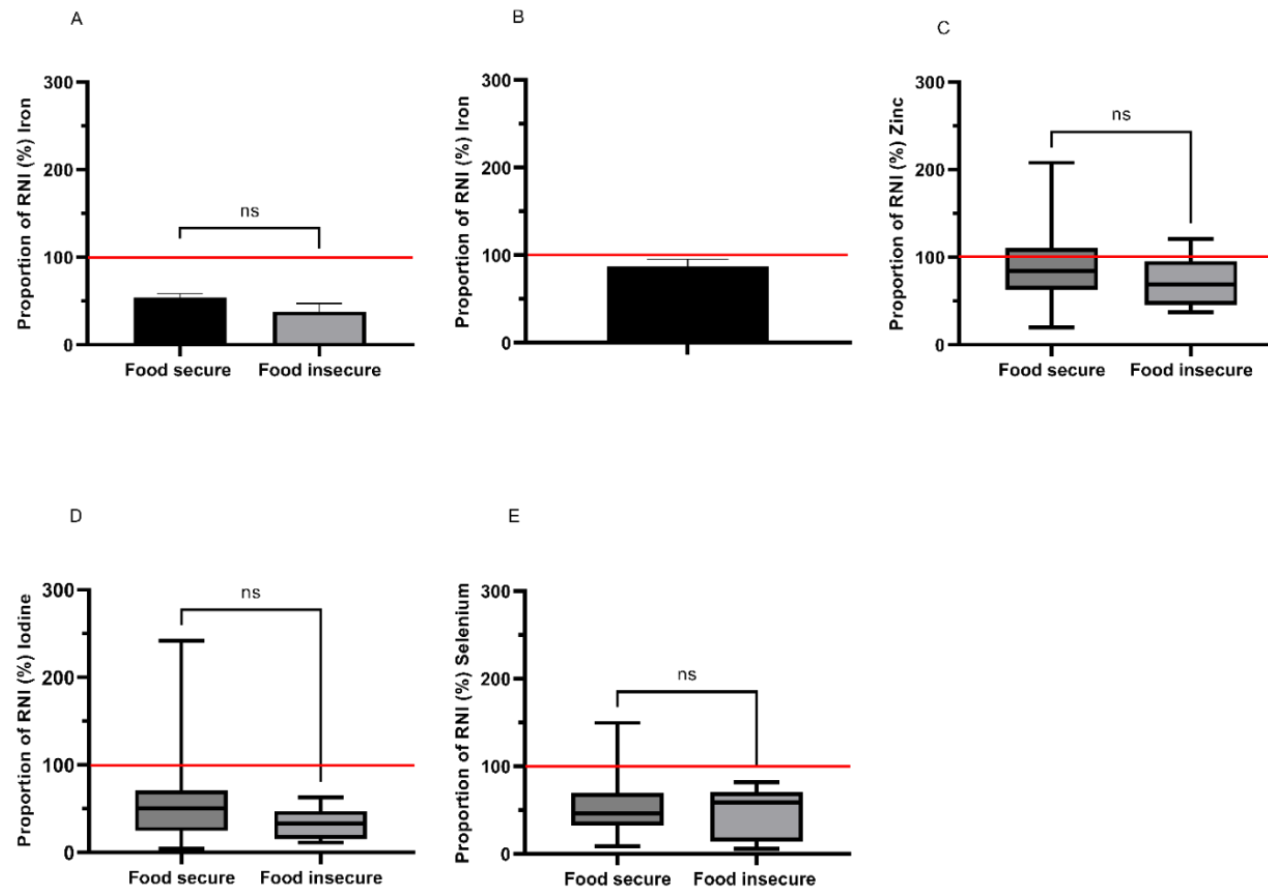 A
B
C
Proportion of RNI (%) Iron
300
200
100
0
ns
Food secure
Food insecure
Proportion of RNI (%) Iron
300
200
100
0
Proportion of RNI (%) Zinc
300
200
100
0
ns
Food secure
Food insecure
D
E
Proportion of RNI (%) Iodine
300
200
100
0
ns
Food secure
Food insecure
Proportion of RNI (%) Selenium
300
200
100
0
ns
Food secure
Food insecure